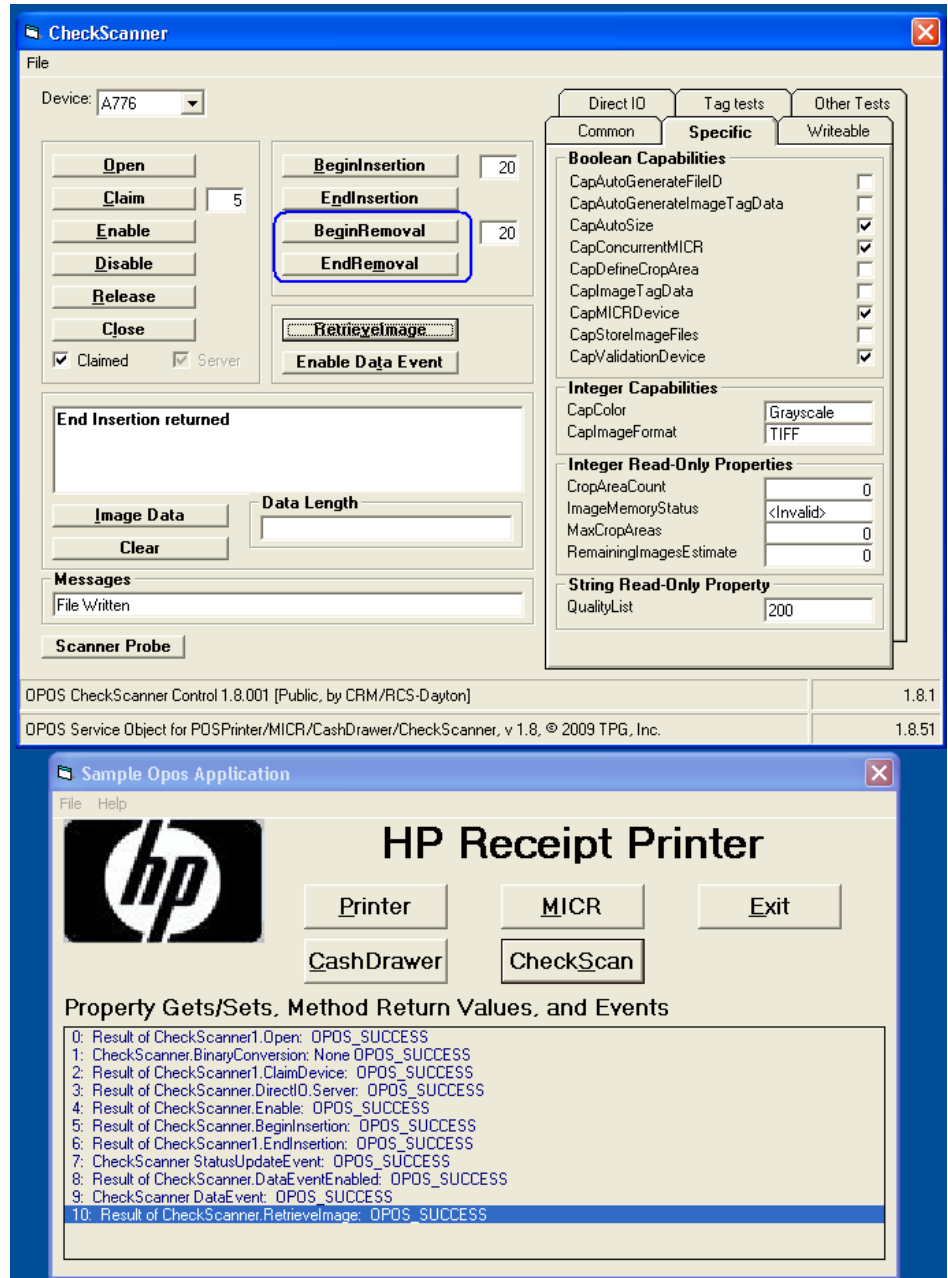 CheckScanner
File
Device: A776
Direct IO Tag tests Other Tests
Common Specific Writeable
Open
Claim 5
Enable
Disable
Release
Close
Claimed Server
BeginInsertion 20
EndInsertion
BeginRemoval 20
EndRemoval
RetrieveImage
Enable Data Event
End Insertion returned
Image Data
Clear
Data Length
Messages
File Written
Scanner Probe
Boolean Capabilities
CapAutoGenerateFileID
CapAutoGenerateImageTagData
CapAutoSize
CapConcurrentMICR
CapDefineCropArea
CapImageTagData
CapMICRDevice
CapStoreImageFiles
CapValidationDevice
Integer Capabilities
CapColor Grayscale
CapImageFormat TIFF
Integer Read-Only Properties
CropAreaCount 0
ImageMemoryStatus <Invalid>
MaxCropAreas 0
RemainingImagesEstimate 0
String Read-Only Property
QualityList 200
OPOS CheckScanner Control 1.8.001 [Public, by CRM/RCS-Dayton] 1.8.1
OPOS Service Object for POSPrinter/MICR/CashDrawer/CheckScanner, v 1.8, © 2009 TPG, Inc. 1.8.51
Sample Opos Application
File Help
hp
HP Receipt Printer
Printer MICR Exit
CashDrawer CheckScan
Property Gets/Sets, Method Return Values, and Events
0: Result of CheckScanner1.Open: OPOS_SUCCESS
1: CheckScanner.BinaryConversion: None OPOS_SUCCESS
2: Result of CheckScanner1.ClaimDevice: OPOS_SUCCESS
3: Result of CheckScanner.DirectIO.Server: OPOS_SUCCESS
4: Result of CheckScanner.Enable: OPOS_SUCCESS
5: Result of CheckScanner.BeginInsertion: OPOS_SUCCESS
6: Result of CheckScanner1.EndInsertion: OPOS_SUCCESS
7: CheckScanner StatusUpdateEvent: OPOS_SUCCESS
8: Result of CheckScanner.DataEventEnabled: OPOS_SUCCESS
9: CheckScanner DataEvent: OPOS_SUCCESS
10: Result of CheckScanner.RetrieveImage: OPOS_SUCCESS